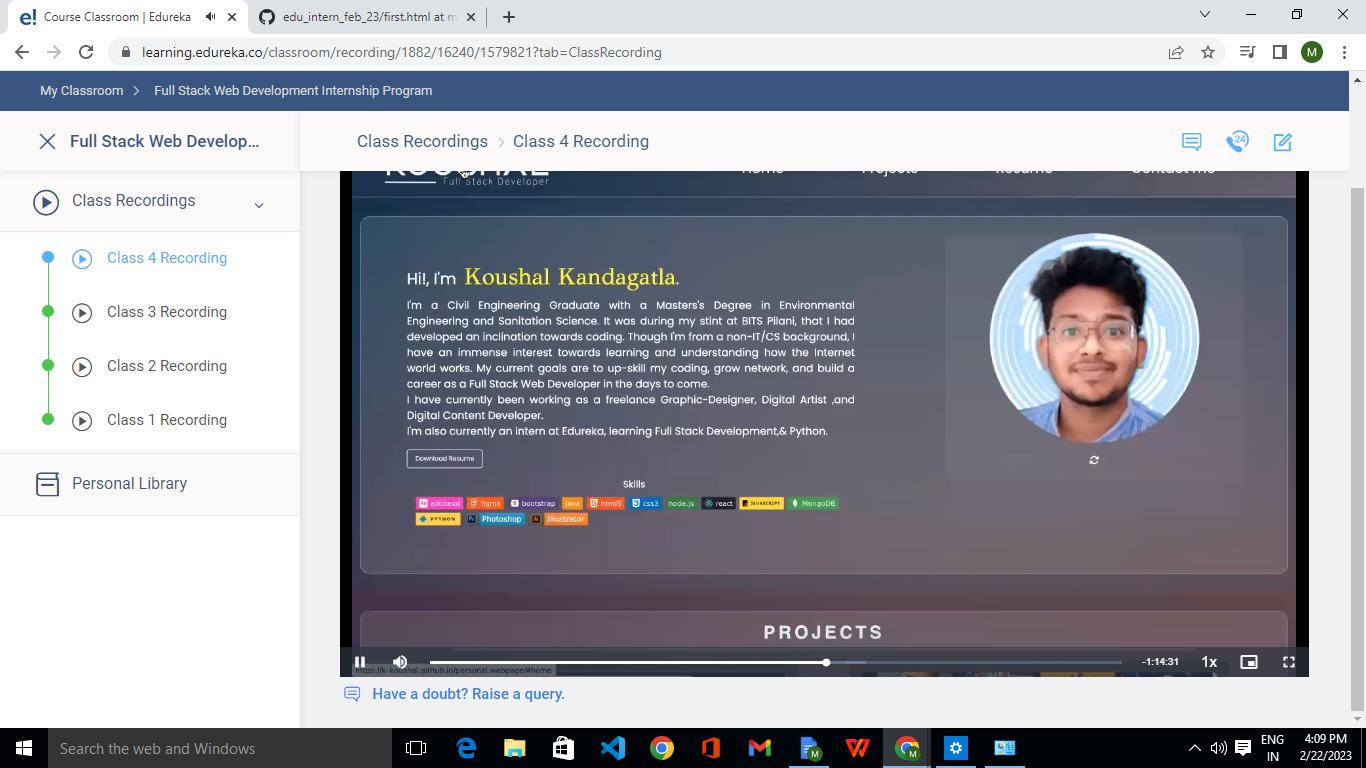 Course Classroom | Edureka
edu_intern_feb_23/first.html at m
learning.edureka.co/classroom/recording/1882/16240/1579821?tab=ClassRecording
M
My Classroom > Full Stack Web Development Internship Program
Full Stack Web Develop...
Class Recordings > Class 4 Recording
24
Class Recordings
Class 4 Recording
Class 3 Recording
Class 2 Recording
Class 1 Recording
Personal Library
KOUSHAL
Full Stack Developer
Home Projects Resume Contact me
Hi!, I'm Koushal Kandagatla.
I'm a Civil Engineering Graduate with a Masters's Degree in Environmental
Engineering and Sanitation Science. It was during my stint at BITS Pilani, that I had
developed an inclination towards coding. Though I'm from a non-IT/CS background, I
have an immense interest towards learning and understanding how the Internet
world works. My current goals are to up-skill my coding, grow network, and build a
career as a Full Stack Web Developer in the days to come.
I have currently been working as a freelance Graphic-Designer, Digital Artist ,and
Digital Content Developer.
I'm also currently an intern at Edureka, learning Full Stack Development,& Python.
Download Resume
Skills
adobexd figma bootstrap java html5 css3 node.js react JAVASCRIPT MongoDB
PYTHON Photoshop Illustrator
PROJECTS
https://k-koushal.github.io/personal.webpage/#home
-1:14:31
1x
Have a doubt? Raise a query.
Search the web and Windows
ENG
IN
4:09 PM
2/22/2023